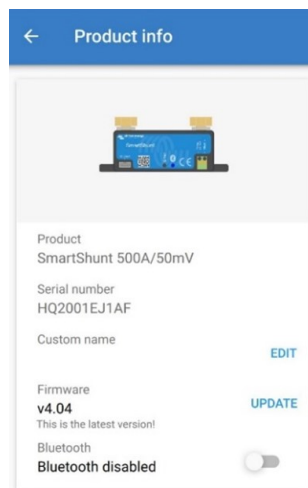 Product info
SmartShunt
Product
SmartShunt 500A/50mV
Serial number
HQ2001EJ1AF
Custom name
EDIT
Firmware
v4.04
UPDATE
This is the latest version!
Bluetooth
Bluetooth disabled